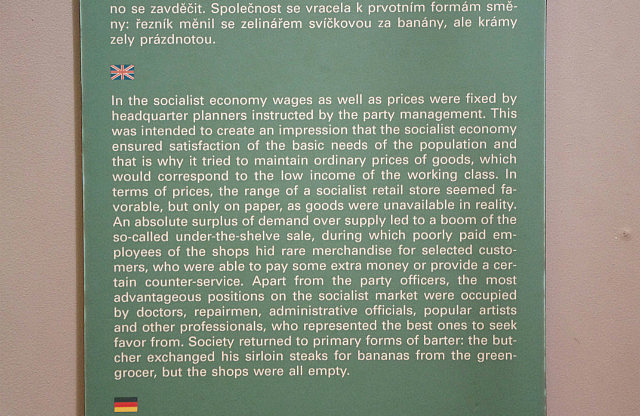 no se zavděčit. Společnost se vracela k prvotním formám smě-
ny: řezník měnil se zelinářem svíčkovou za banány, ale krámy
zely prázdnotou.
In the socialist economy wages as well as prices were fixed by
headquarter planners instructed by the party management. This
was intended to create an impression that the socialist economy
ensured satisfaction of the basic needs of the population and
that is why it tried to maintain ordinary prices of goods, which
would correspond to the low income of the working class. In
terms of prices, the range of a socialist retail store seemed fa-
vorable, but only on paper, as goods were unavailable in reality.
An absolute surplus of demand over supply led to a boom of the
so-called under-the-shelve sale, during which poorly paid em-
ployees of the shops hid rare merchandise for selected custo-
mers, who were able to pay some extra money or provide a cer-
tain counter-service. Apart from the party officers, the most
advantageous positions on the socialist market were occupied
by doctors, repairmen, administrative officials, popular artists
and other professionals, who represented the best ones to seek
favor from. Society returned to primary forms of barter: the but-
cher exchanged his sirloin steaks for bananas from the green-
grocer, but the shops were all empty.